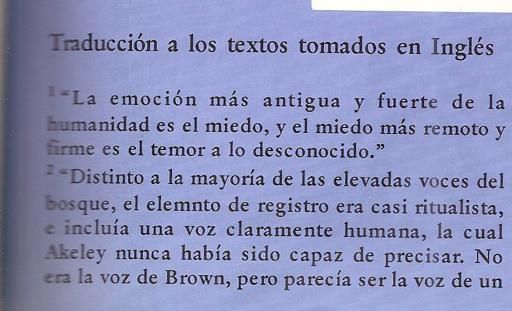 Traducción a los textos tomados en Inglés
1 "La emoción más antigua y fuerte de la
humanidad es el miedo, y el miedo más remoto y
firme es el temor a lo desconocido."
2 "Distinto a la mayoría de las elevadas voces del
bosque, el elemnto de registro era casi ritualista,
e incluía una voz claramente humana, la cual
Akeley nunca había sido capaz de precisar. No
era la voz de Brown, pero parecía ser la voz de un